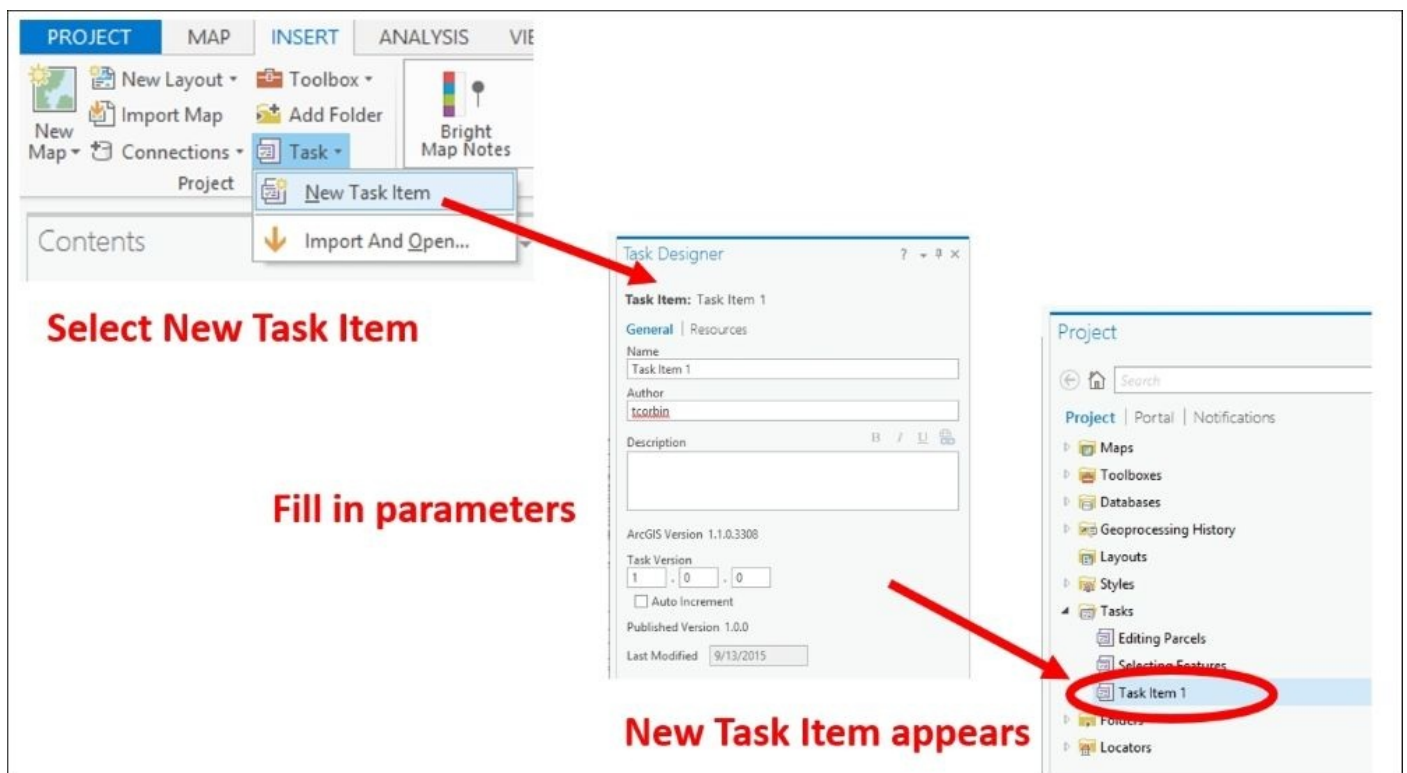 PROJECT MAP INSERT ANALYSIS
New Layout Toolbox
Import Map Add Folder
New Map Connections Task
Bright Map Notes
Project
New Task Item
Import And Open...
Contents
Select New Task Item
Task Designer
Task Item: Task Item 1
General | Resources
Name
Task Item 1
Author
tcorbin
Description B I U
ArcGIS Version 1.1.0.3308
Task Version
1 . 0 . 0
Auto Increment
Published Version 1.0.0
Last Modified 9/13/2015
Fill in parameters
Project
Search
Project | Portal | Notifications
Maps
Toolboxes
Databases
Geoprocessing History
Layouts
Styles
Tasks
Editing Parcels
Selecting Features
Task Item 1
Folders
Locators
New Task Item appears